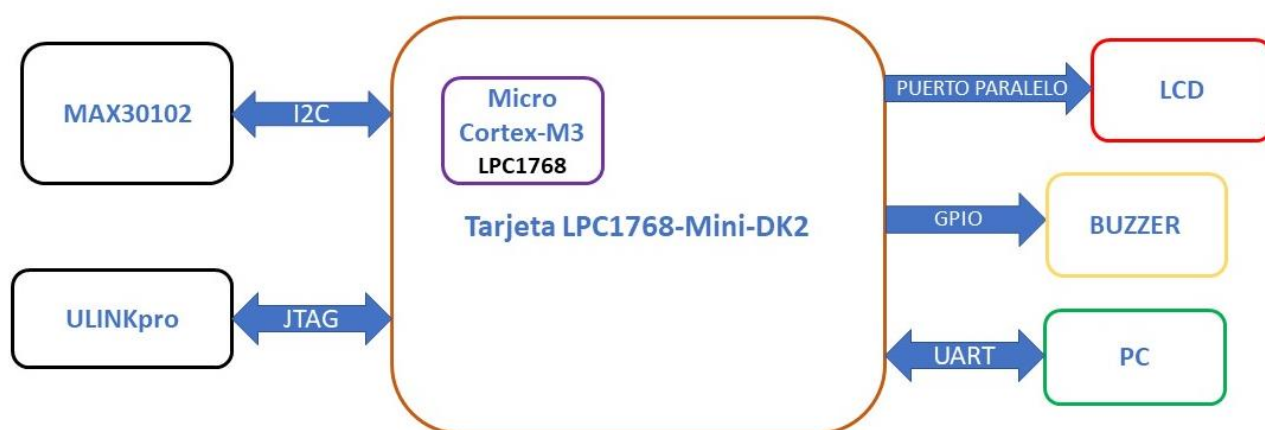 MAX30102
I2C
Micro
Cortex-M3
LPC1768
Tarjeta LPC1768-Mini-DK2
PUERTO PARALELO
LCD
GPIO
BUZZER
ULINKpro
JTAG
UART
PC